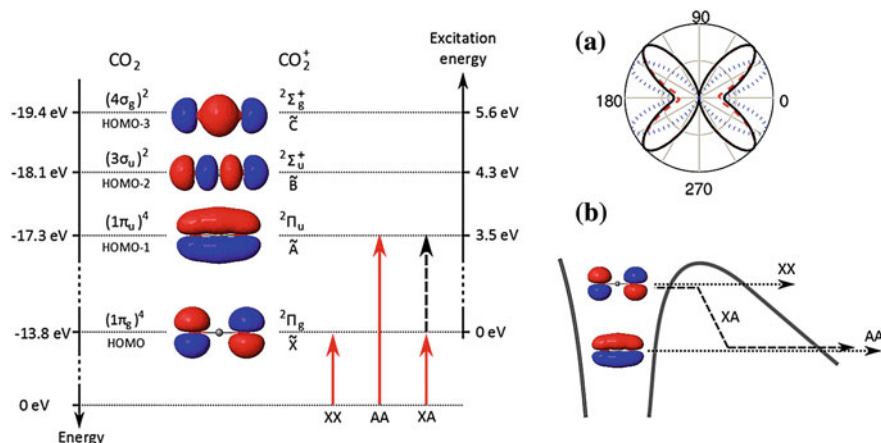 CO₂
CO₂⁺
Excitation
energy
-19.4 eV
(4σg)²
HOMO-3
²Σg⁺
C̃
5.6 eV
-18.1 eV
(3σu)²
HOMO-2
²Σu⁺
B̃
4.3 eV
-17.3 eV
(1πu)⁴
HOMO-1
²Πu
Ã
3.5 eV
-13.8 eV
(1πg)⁴
HOMO
²Πg
X̃
0 eV
0 eV
XX
AA
XA
Energy
(a)
90
180
0
270
(b)
XX
XA
AA